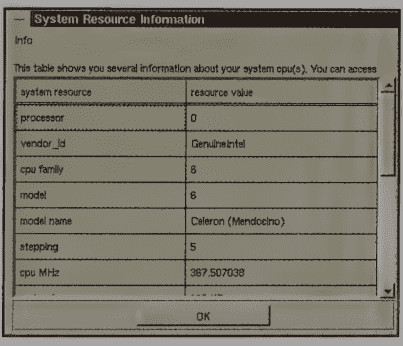 System Resource Information
Info
This table shows you several information about your system cpu(s). You can access
system resource resource value
processor 0
vendor_id GenuineIntel
cpu family 6
model 6
model name Celeron (Mendocino)
stepping 5
cpu MHz 367.507038
OK